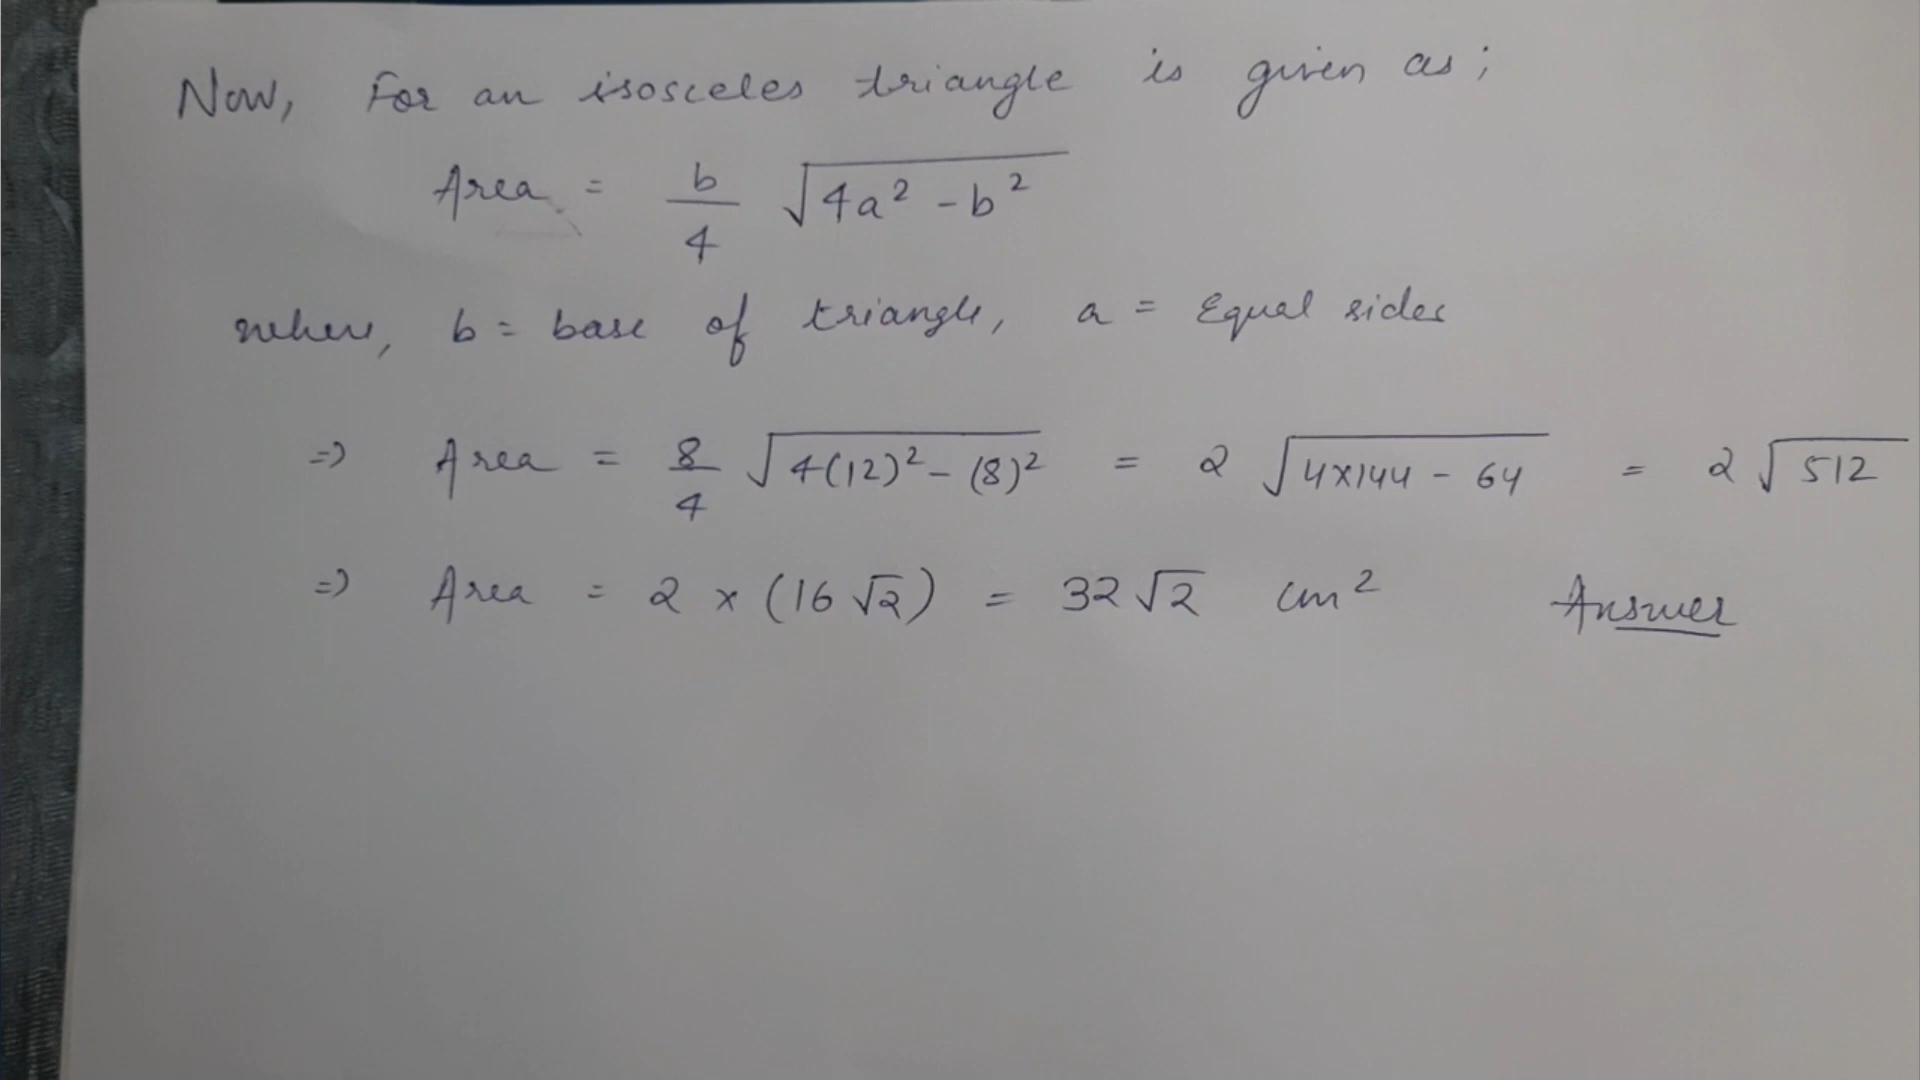 Now, For an isosceles triangle is given as;
Area = b/4 √(4a² - b²)
where, b = base of triangle, a = Equal sides
=> Area = 8/4 √(4(12)² - (8)²) = 2 √(4x144 - 64) = 2 √512
=> Area = 2 x (16√2) = 32√2 cm² Answer